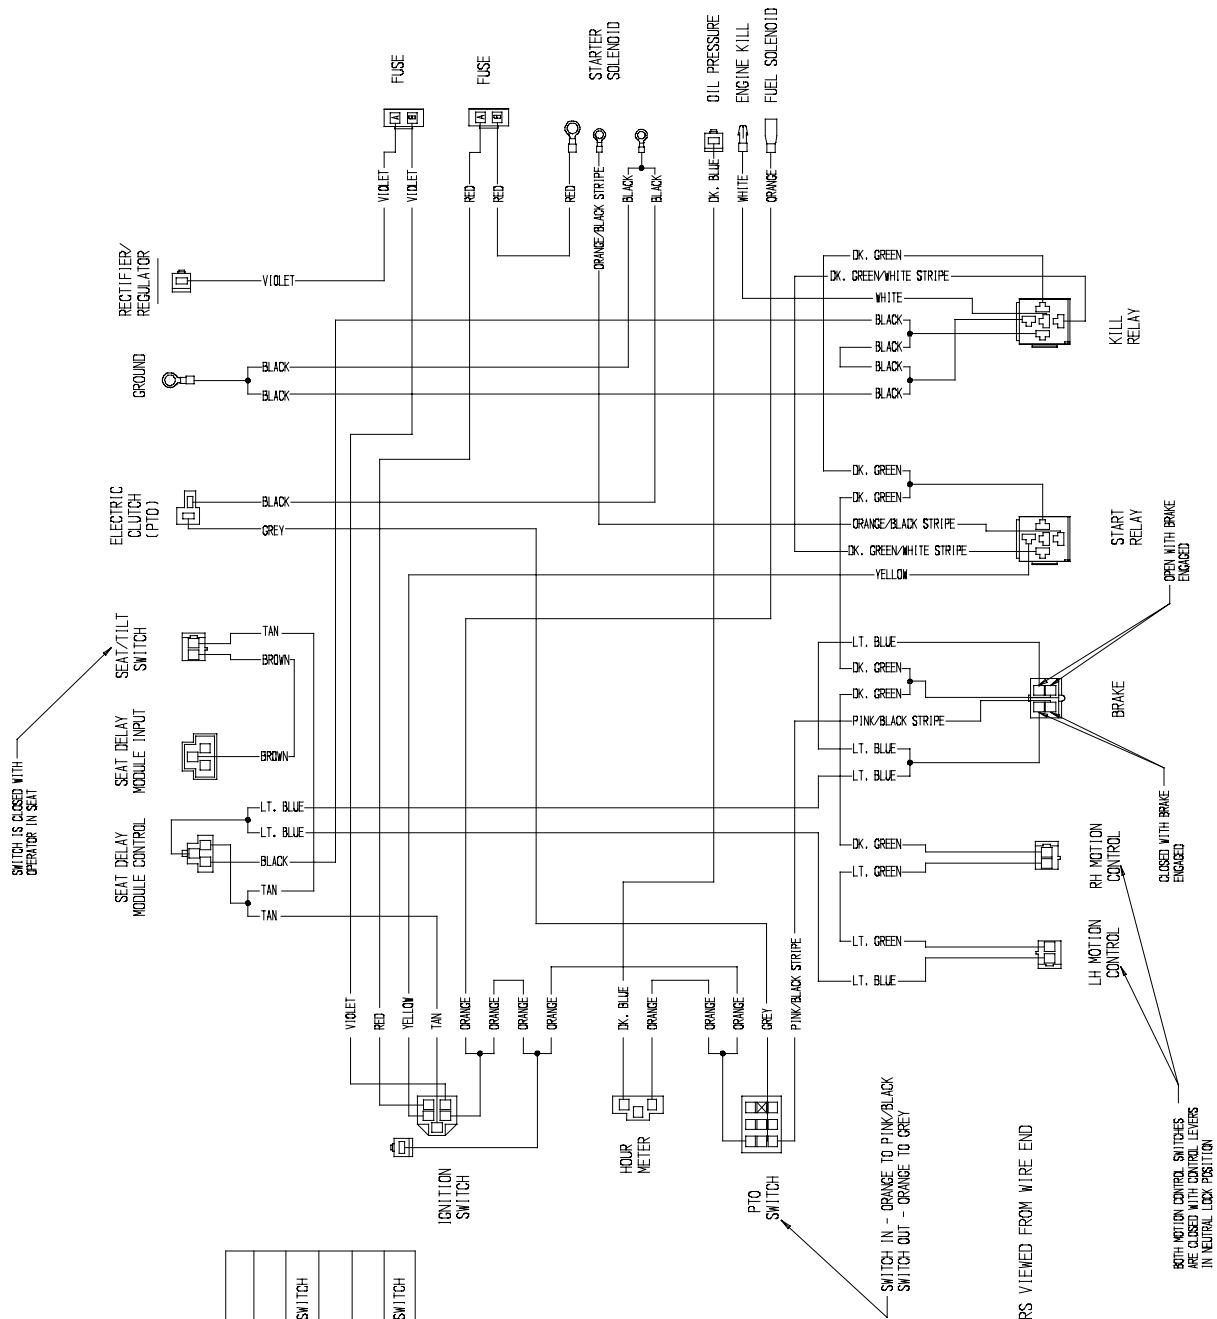 FUSE
FUSE
STARTER
SOLENOID
OIL PRESSURE
ENGINE KILL
FUEL SOLENOID
A
B
A
B
VIOLET
VIOLET
RED
RED
RED
ORANGE/BLACK STRIPE
BLACK
BLACK
DK. BLUE
WHITE
ORANGE
RECTIFIER/
REGULATOR
VIOLET
DK. GREEN
DK. GREEN/WHITE STRIPE
WHITE
BLACK
BLACK
BLACK
BLACK
KILL
RELAY
GROUND
BLACK
BLACK
ELECTRIC
CLUTCH
(PTO)
BLACK
GREY
DK. GREEN
DK. GREEN
ORANGE/BLACK STRIPE
DK. GREEN/WHITE STRIPE
YELLOW
START
RELAY
OPEN WITH BRAKE
ENGAGED
SEAT/TILT
SWITCH
TAN
BROWN
LT. BLUE
DK. GREEN
DK. GREEN
PINK/BLACK STRIPE
LT. BLUE
LT. BLUE
BRAKE
SEAT DELAY
MODULE INPUT
BROWN
SWITCH IS CLOSED WITH
OPERATOR IN SEAT
SEAT DELAY
MODULE CONTROL
LT. BLUE
LT. BLUE
BLACK
TAN
TAN
DK. GREEN
LT. GREEN
RH MOTION
CONTROL
CLOSED WITH BRAKE
ENGAGED
LT. GREEN
LT. BLUE
LH MOTION
CONTROL
VIOLET
RED
YELLOW
TAN
ORANGE
ORANGE
ORANGE
ORANGE
DK. BLUE
ORANGE
ORANGE
ORANGE
GREY
PINK/BLACK STRIPE
IGNITION
SWITCH
HOUR
METER
PTO
SWITCH
SWITCH IN - ORANGE TO PINK/BLACK
SWITCH OUT - ORANGE TO GREY
RS VIEWED FROM WIRE END
BOTH MOTION CONTROL SWITCHES
ARE CLOSED WITH CONTROL LEVERS
IN NEUTRAL LOCK POSITION
SWITCH
SWITCH